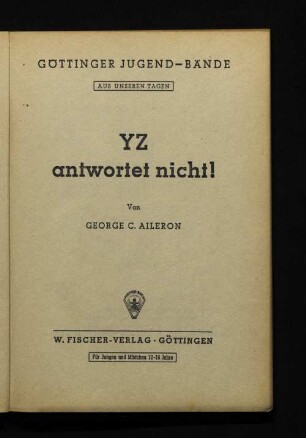 GÖTTINGER JUGEND-BÄNDE
AUS UNSEREN TAGEN
YZ
antwortet nicht!
Von
GEORGE C. AILERON
W. FISCHER-VERLAG · GÖTTINGEN
Für Jungen und Mädchen 12-16 Jahre